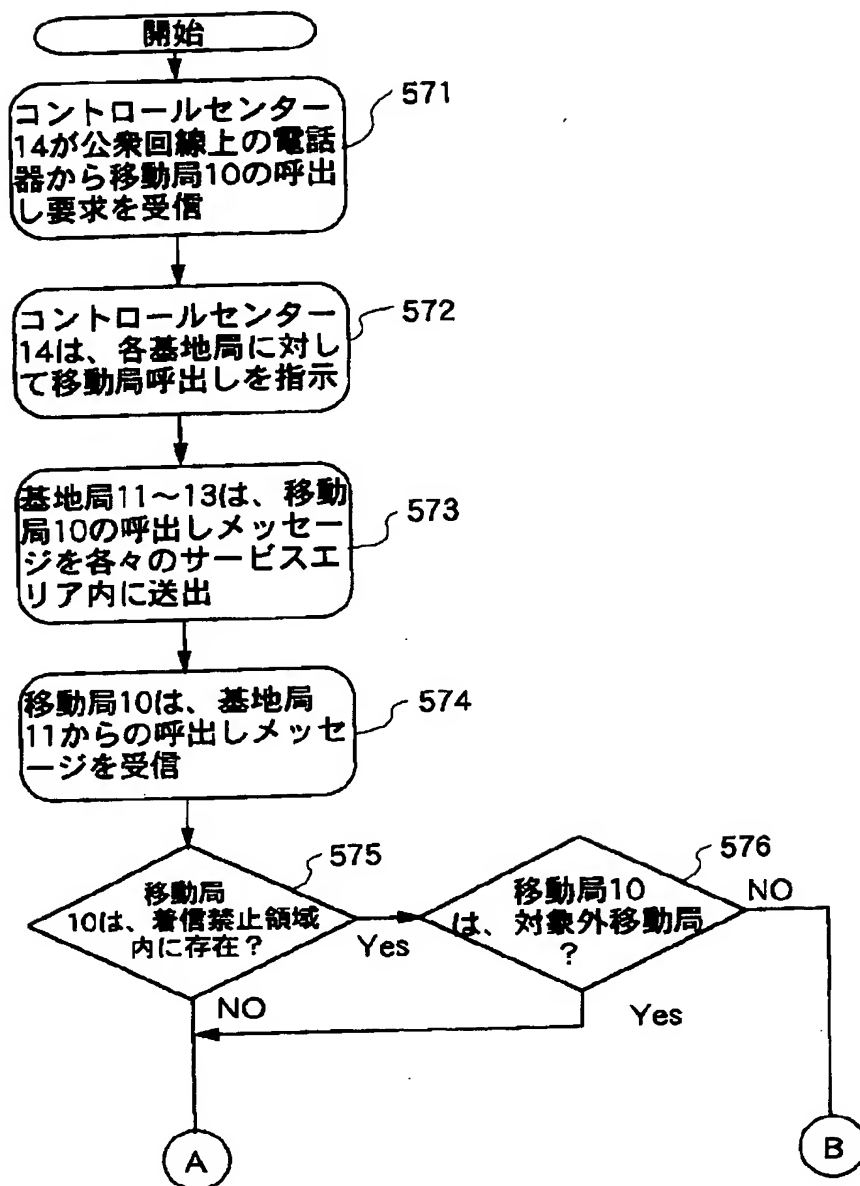 開始
571
コントロールセンター
14が公衆回線上の電話
器から移動局10の呼出
し要求を受信
572
コントロールセンター
14は、各基地局に対し
て移動局呼出しを指示
573
基地局11～13は、移動
局10の呼出しメッセー
ジを各々のサービスエ
リア内に送出
574
移動局10は、基地局
11からの呼出しメッセ
ージを受信
575
移動局
10は、着信禁止領域
内に存在？
Yes
NO
576
移動局10
は、対象外移動局
？
NO
Yes
A
B